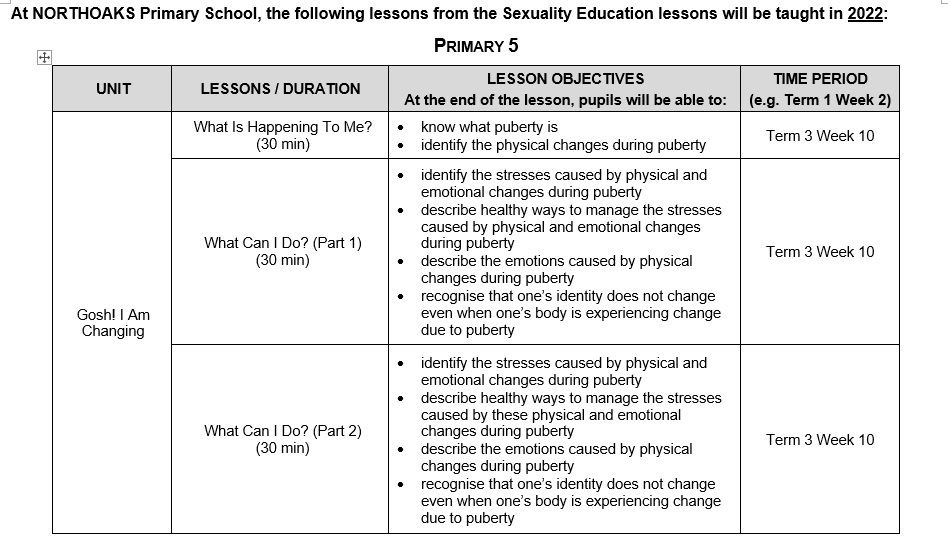 At NORTHOAKS Primary School, the following lessons from the Sexuality Education lessons will be taught in 2022:
PRIMARY 5
UNIT
LESSONS / DURATION
LESSON OBJECTIVES
At the end of the lesson, pupils will be able to:
TIME PERIOD
(e.g. Term 1 Week 2)
Gosh! I Am
Changing
What Is Happening To Me?
(30 min)
• know what puberty is
• identify the physical changes during puberty
Term 3 Week 10
What Can I Do? (Part 1)
(30 min)
• identify the stresses caused by physical and
emotional changes during puberty
• describe healthy ways to manage the stresses
caused by physical and emotional changes
during puberty
• describe the emotions caused by physical
changes during puberty
• recognise that one’s identity does not change
even when one’s body is experiencing change
due to puberty
Term 3 Week 10
What Can I Do? (Part 2)
(30 min)
• identify the stresses caused by physical and
emotional changes during puberty
• describe healthy ways to manage the stresses
caused by these physical and emotional
changes during puberty
• describe the emotions caused by physical
changes during puberty
• recognise that one’s identity does not change
even when one’s body is experiencing change
due to puberty
Term 3 Week 10